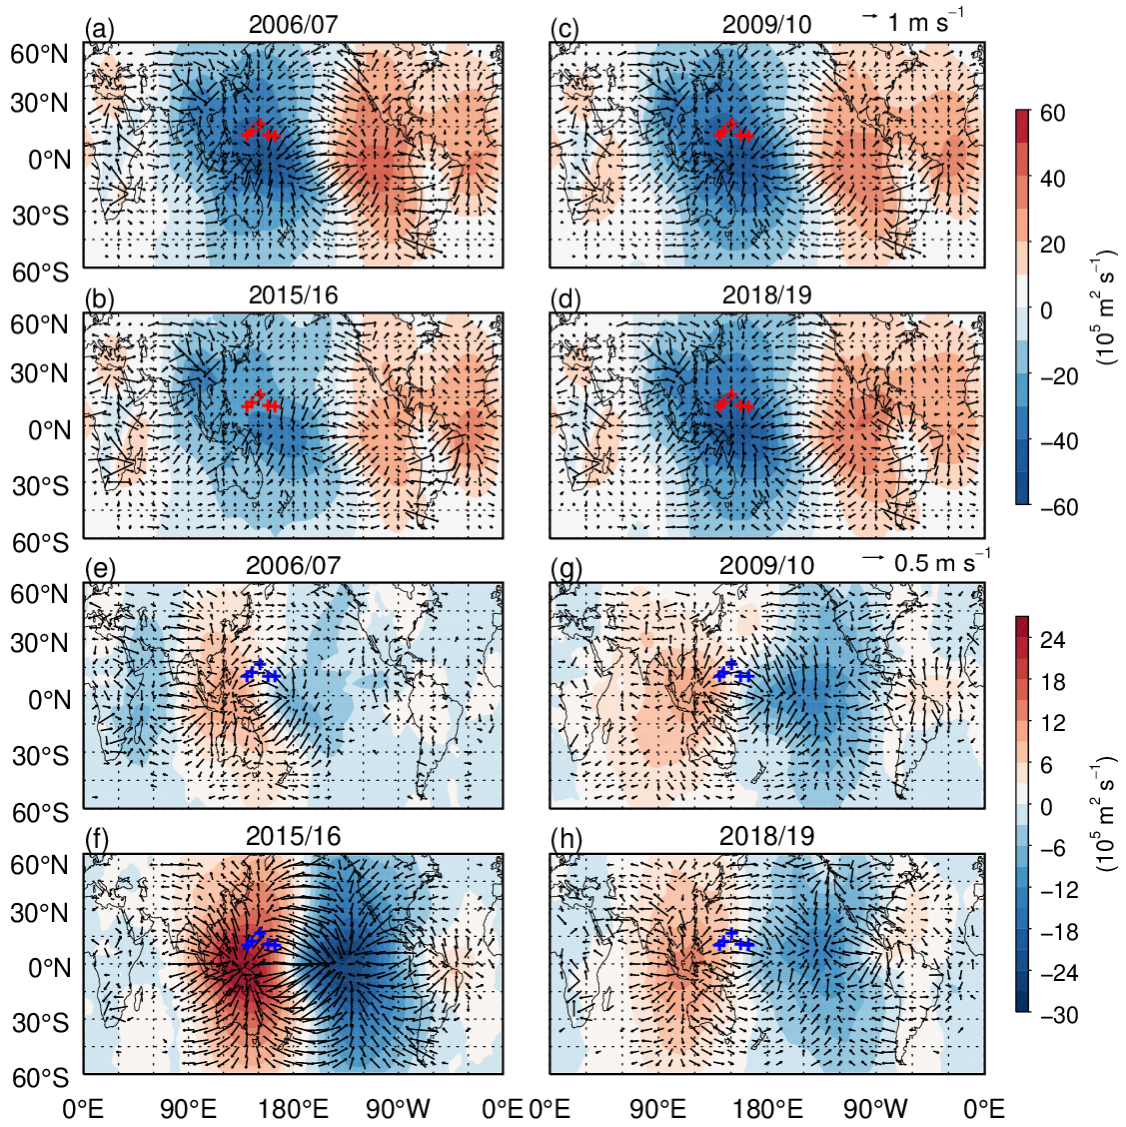 (a) 2006/07 (c) 2009/10 1 m s⁻¹
60°N
30°N
0°N
30°S
60°S
(b) 2015/16 (d) 2018/19
60°N
30°N
0°N
30°S
60°S
60
40
20
0
−20
−40
−60
(10⁵ m² s⁻¹)
(e) 2006/07 (g) 2009/10 0.5 m s⁻¹
60°N
30°N
0°N
30°S
60°S
(f) 2015/16 (h) 2018/19
60°N
30°N
0°N
30°S
60°S
24
18
12
6
0
−6
−12
−18
−24
−30
(10⁵ m² s⁻¹)
0°E 90°E 180°E 90°W 0°E 0°E 90°E 180°E 90°W 0°E